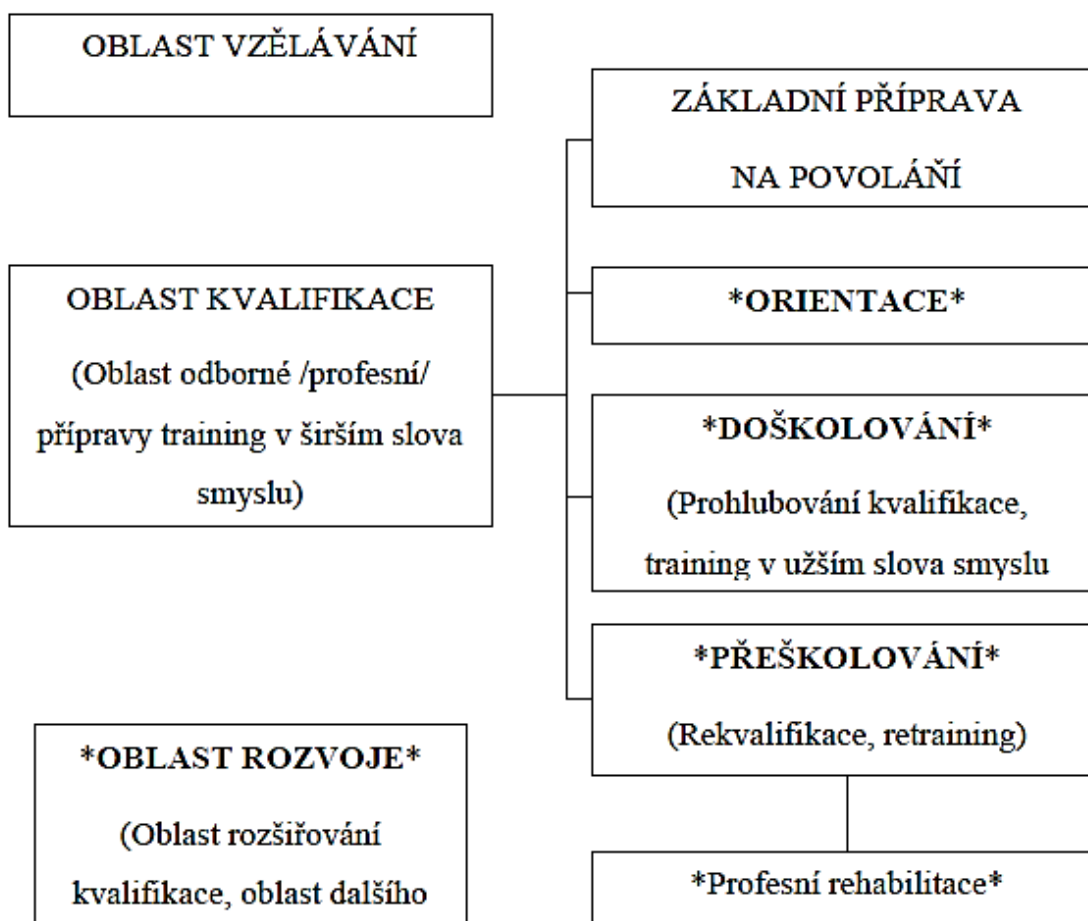 OBLAST VZĚLÁVÁNÍ
ZÁKLADNÍ PŘÍPRAVA
NA POVOLÁŇÍ
OBLAST KVALIFIKACE
(Oblast odborné /profesní/
přípravy training v širším slova
smyslu)
*ORIENTACE*
*DOŠKOLOVÁNÍ*
(Prohlubování kvalifikace,
training v užším slova smyslu
*PŘEŠKOLOVÁNÍ*
(Rekvalifikace, retraining)
*OBLAST ROZVOJE*
(Oblast rozšiřování
kvalifikace, oblast dalšího
*Profesní rehabilitace*